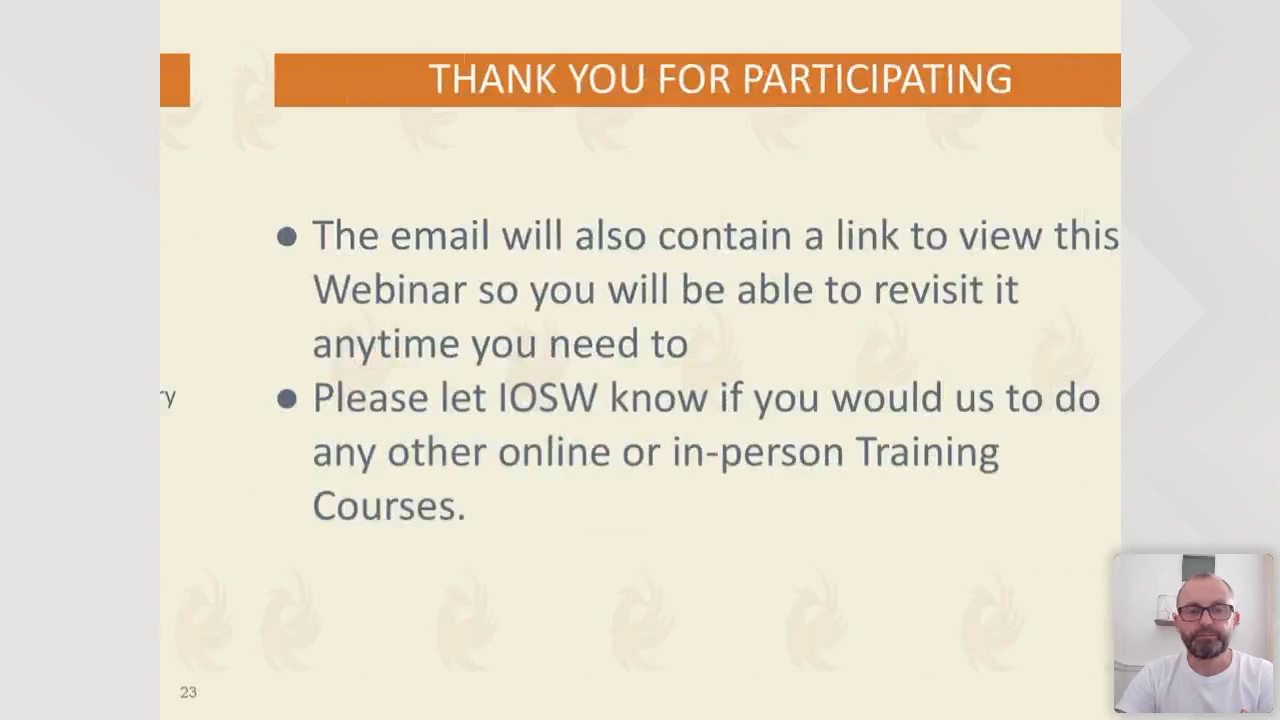 THANK YOU FOR PARTICIPATING
● The email will also contain a link to view this
Webinar so you will be able to revisit it
anytime you need to
● Please let IOSW know if you would us to do
any other online or in-person Training
Courses.
ry
23